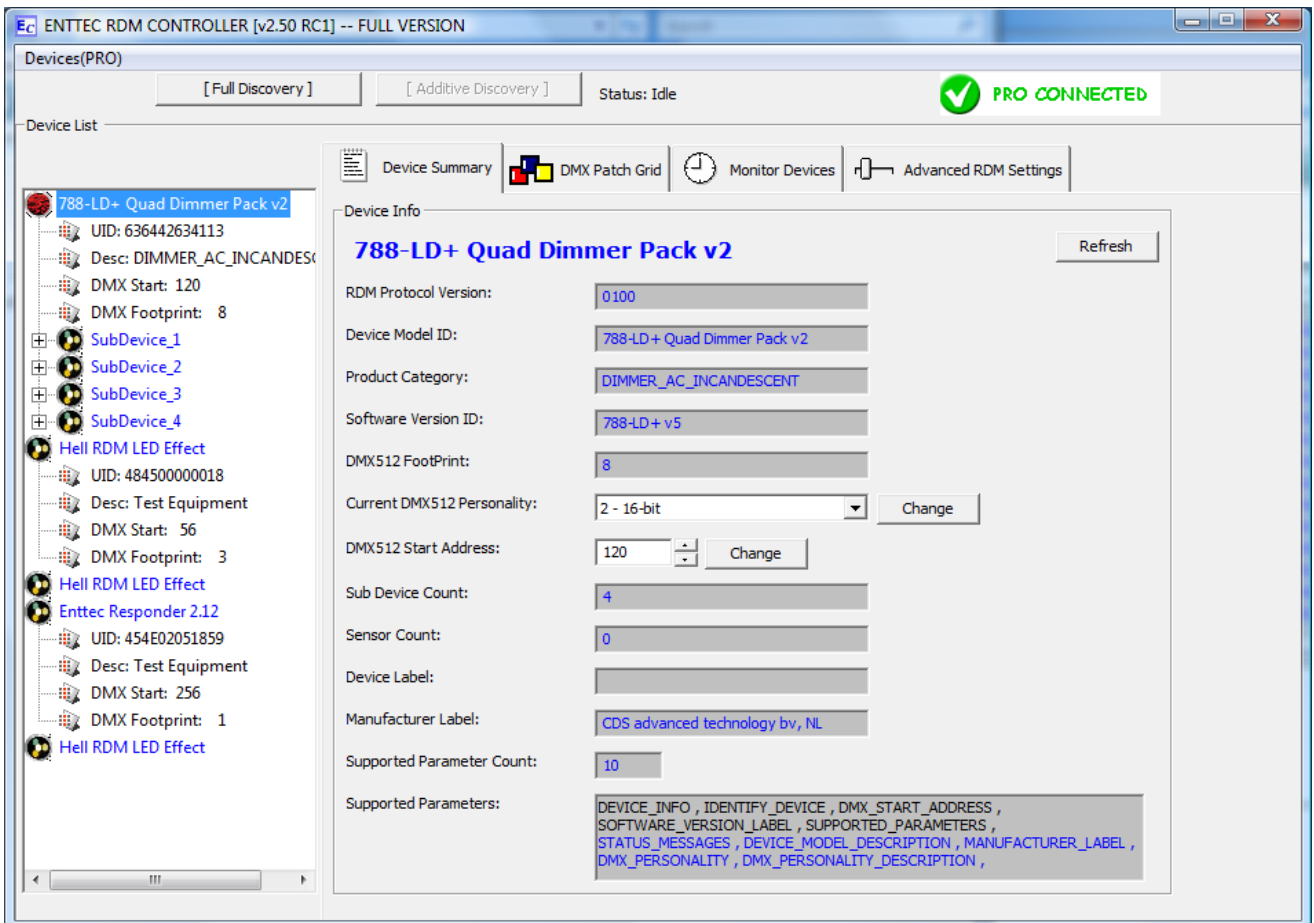 Ec ENTTEC RDM CONTROLLER [v2.50 RC1] -- FULL VERSION
Devices(PRO)
[ Full Discovery ]
[ Additive Discovery ]
Status: Idle
PRO CONNECTED
Device List
788-LD+ Quad Dimmer Pack v2
UID: 636442634113
Desc: DIMMER_AC_INCANDES
DMX Start: 120
DMX Footprint: 8
SubDevice_1
SubDevice_2
SubDevice_3
SubDevice_4
Hell RDM LED Effect
UID: 484500000018
Desc: Test Equipment
DMX Start: 56
DMX Footprint: 3
Hell RDM LED Effect
Enttec Responder 2.12
UID: 454E02051859
Desc: Test Equipment
DMX Start: 256
DMX Footprint: 1
Hell RDM LED Effect
Device Summary
DMX Patch Grid
Monitor Devices
Advanced RDM Settings
Device Info
788-LD+ Quad Dimmer Pack v2
Refresh
RDM Protocol Version: 0100
Device Model ID: 788-LD+ Quad Dimmer Pack v2
Product Category: DIMMER_AC_INCANDESCENT
Software Version ID: 788-LD+ v5
DMX512 FootPrint: 8
Current DMX512 Personality: 2 - 16-bit Change
DMX512 Start Address: 120 Change
Sub Device Count: 4
Sensor Count: 0
Device Label:
Manufacturer Label: CDS advanced technology bv, NL
Supported Parameter Count: 10
Supported Parameters:
DEVICE_INFO , IDENTIFY_DEVICE , DMX_START_ADDRESS ,
SOFTWARE_VERSION_LABEL , SUPPORTED_PARAMETERS ,
STATUS_MESSAGES , DEVICE_MODEL_DESCRIPTION , MANUFACTURER_LABEL ,
DMX_PERSONALITY , DMX_PERSONALITY_DESCRIPTION ,